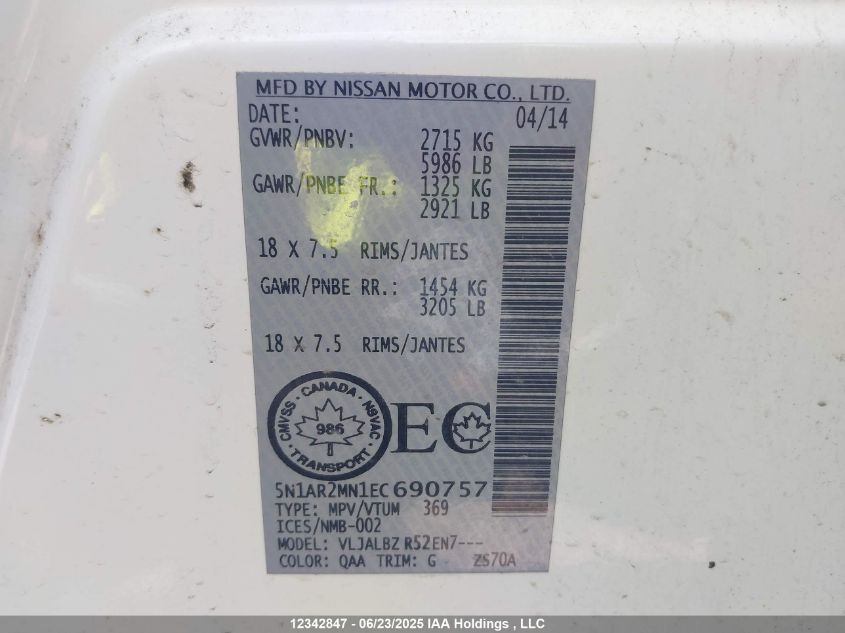 MFD BY NISSAN MOTOR CO., LTD.
DATE: 04/14
GVWR/PNBV: 2715 KG
5986 LB
GAWR/PNBE FR.: 1325 KG
2921 LB
18 X 7.5 RIMS/JANTES
GAWR/PNBE RR.: 1454 KG
3205 LB
18 X 7.5 RIMS/JANTES
CMVSS · CANADA · NSVAC · TRANSPORT ·
986
EC
5N1AR2MN1EC690757
TYPE: MPV/VTUM 369
ICES/NMB-002
MODEL: VLJALBZ R52EN7---
COLOR: QAA TRIM: G ZS70A
12342847 - 06/23/2025 IAA Holdings , LLC